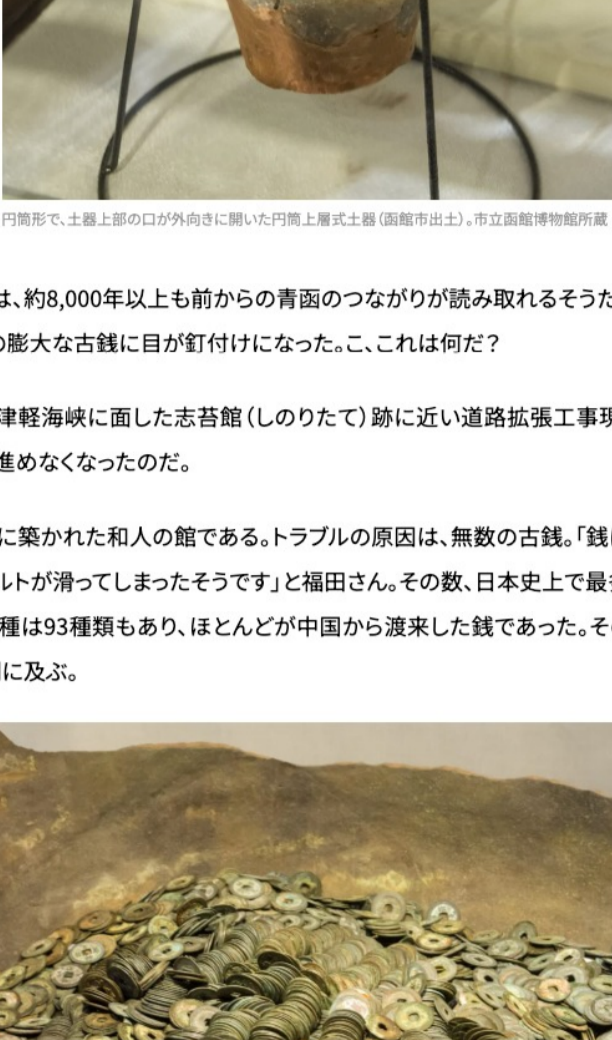 円筒形で、土器上部の口が外向きに開いた円筒上層式土器（函館市出土）。市立函館博物館所蔵
は、約8,000年以上も前からの青函のつながりが読み取れるそうだ
の膨大な古銭に目が釘付けになった。こ、これは何だ？
津軽海峡に面した志苔館（しのりたて）跡に近い道路拡張工事現
進めなくなったのだ。
に築かれた和人の館である。トラブルの原因は、無数の古銭。「銭
ルトが滑ってしまったそうです」と福田さん。その数、日本史上で最
種は93種類もあり、ほとんどが中国から渡来した銭であった。そ
に及ぶ。